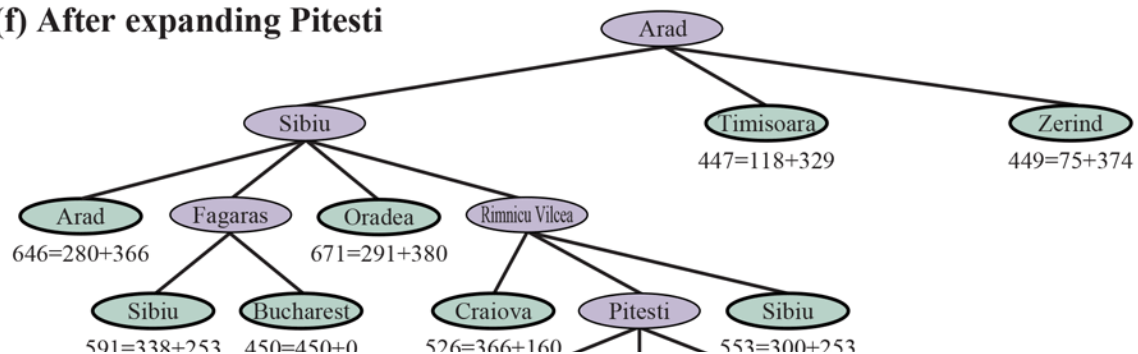 (f) After expanding Pitesti
Arad
Sibiu
Timisoara
Zerind
447=118+329
449=75+374
Arad
Fagaras
Oradea
Rimnicu Vilcea
646=280+366
671=291+380
Sibiu
Bucharest
Craiova
Pitesti
Sibiu
591=338+253
450=450+0
526=366+160
553=300+253